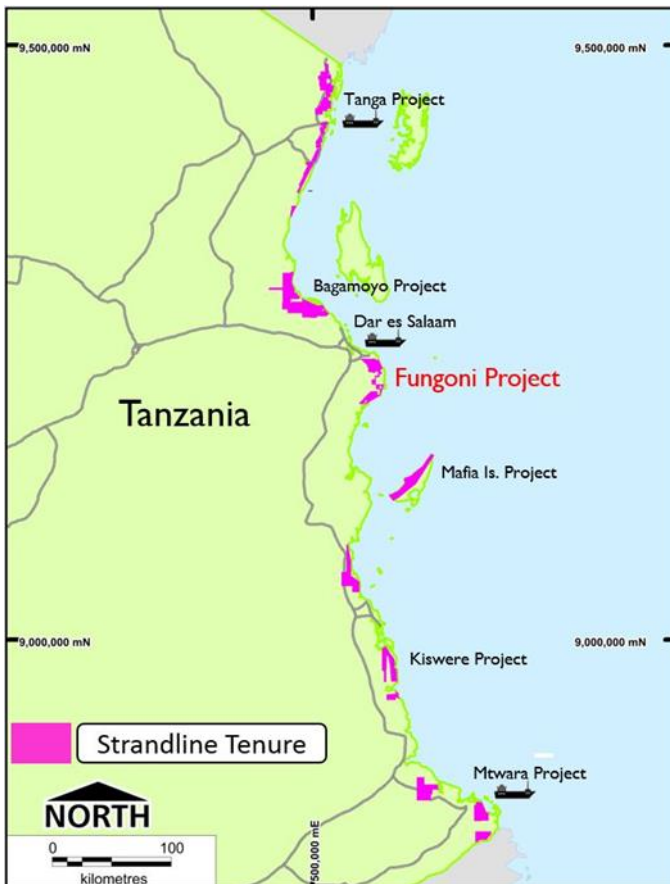 9,500,000 mN
9,500,000 mN
Tanga Project
Bagamoyo Project
Dar es Salaam
Fungoni Project
Tanzania
Mafia Is. Project
9,000,000 mN
9,000,000 mN
Kiswere Project
Strandline Tenure
Mtwara Project
NORTH
0
100
kilometres
500,000 mE